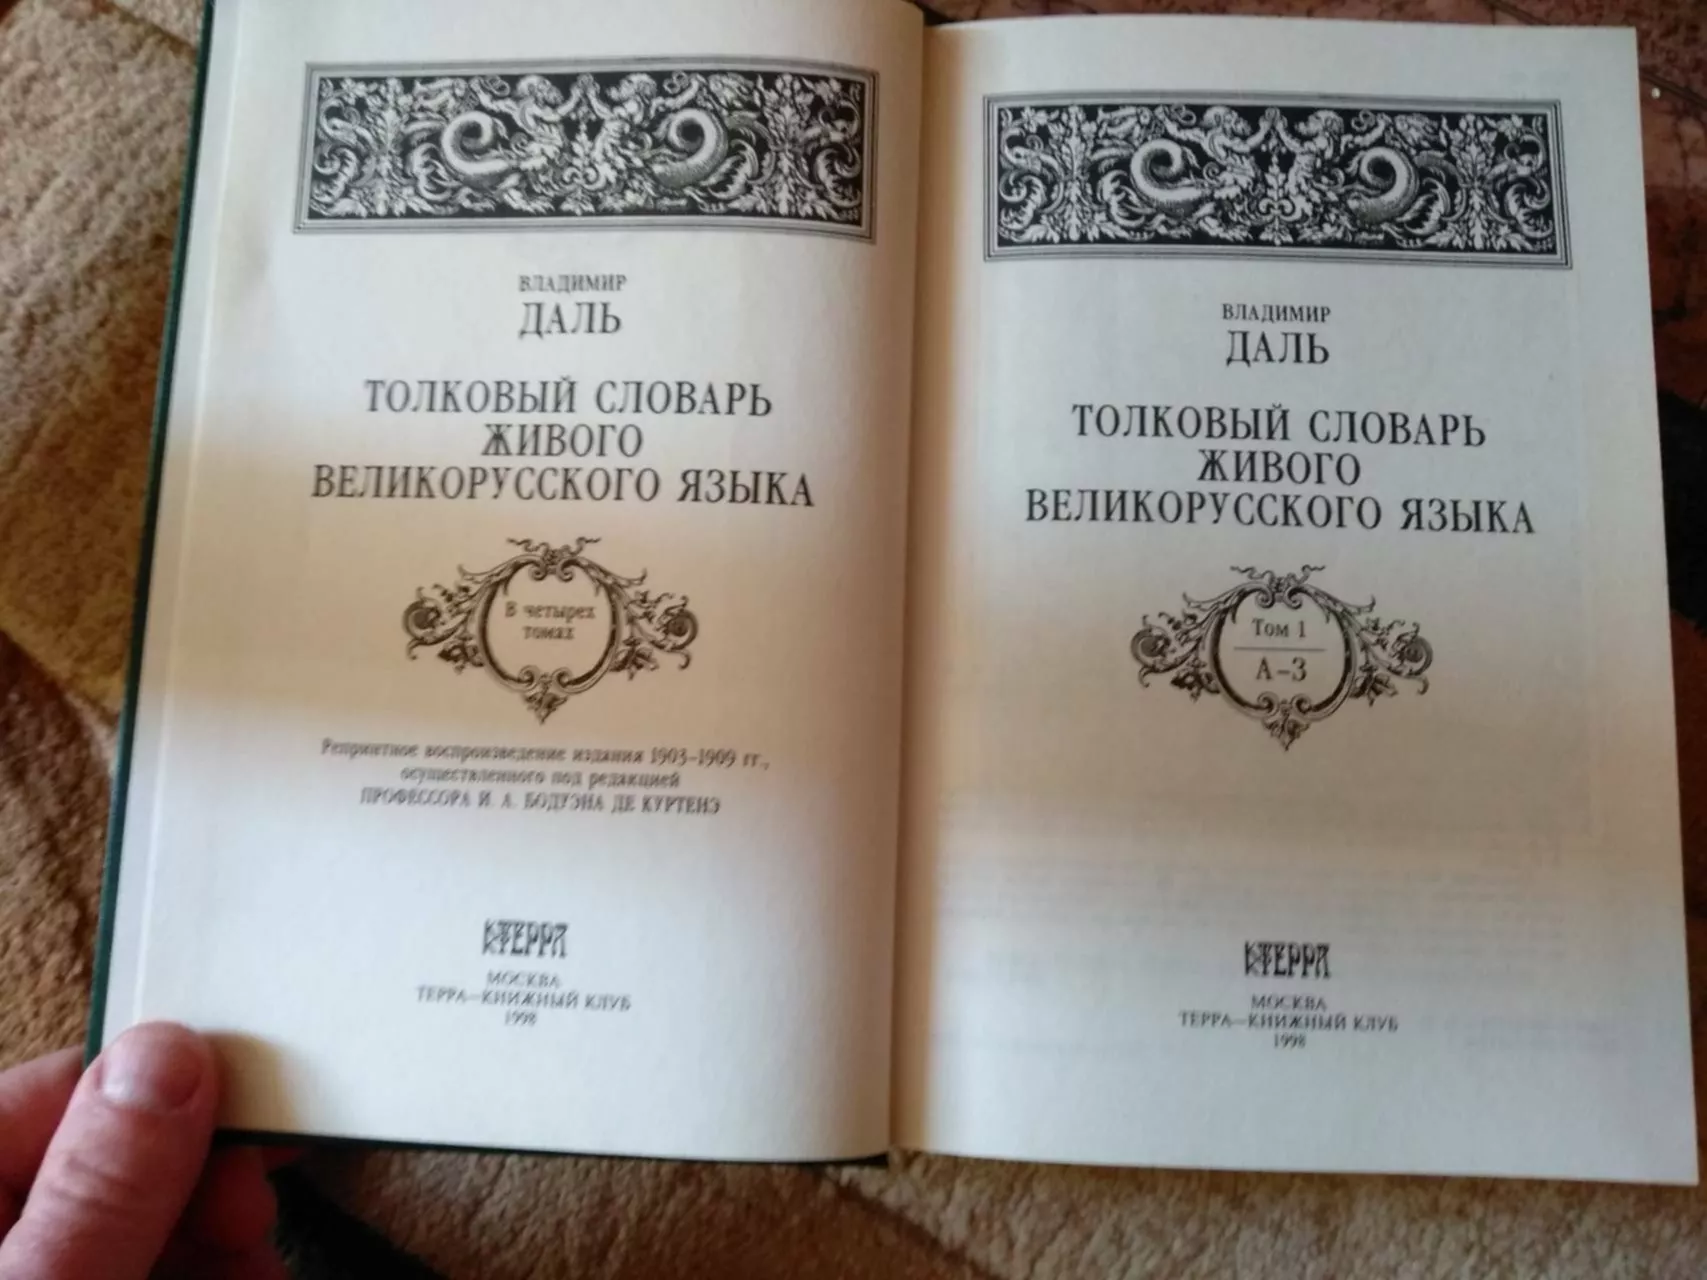 ВЛАДИМИР
ДАЛЬ
ТОЛКОВЫЙ СЛОВАРЬ
ЖИВОГО
ВЕЛИКОРУССКОГО ЯЗЫКА
В четырех
томах
Репринтное воспроизведение издания 1903–1909 гг.,
осуществленного под редакцией
ПРОФЕССОРА И. А. БОДУЭНА ДЕ КУРТЕНЭ
ТЕРРА
МОСКВА
ТЕРРА—КНИЖНЫЙ КЛУБ
1998
ВЛАДИМИР
ДАЛЬ
ТОЛКОВЫЙ СЛОВАРЬ
ЖИВОГО
ВЕЛИКОРУССКОГО ЯЗЫКА
Том 1
А–З
ТЕРРА
МОСКВА
ТЕРРА—КНИЖНЫЙ КЛУБ
1998